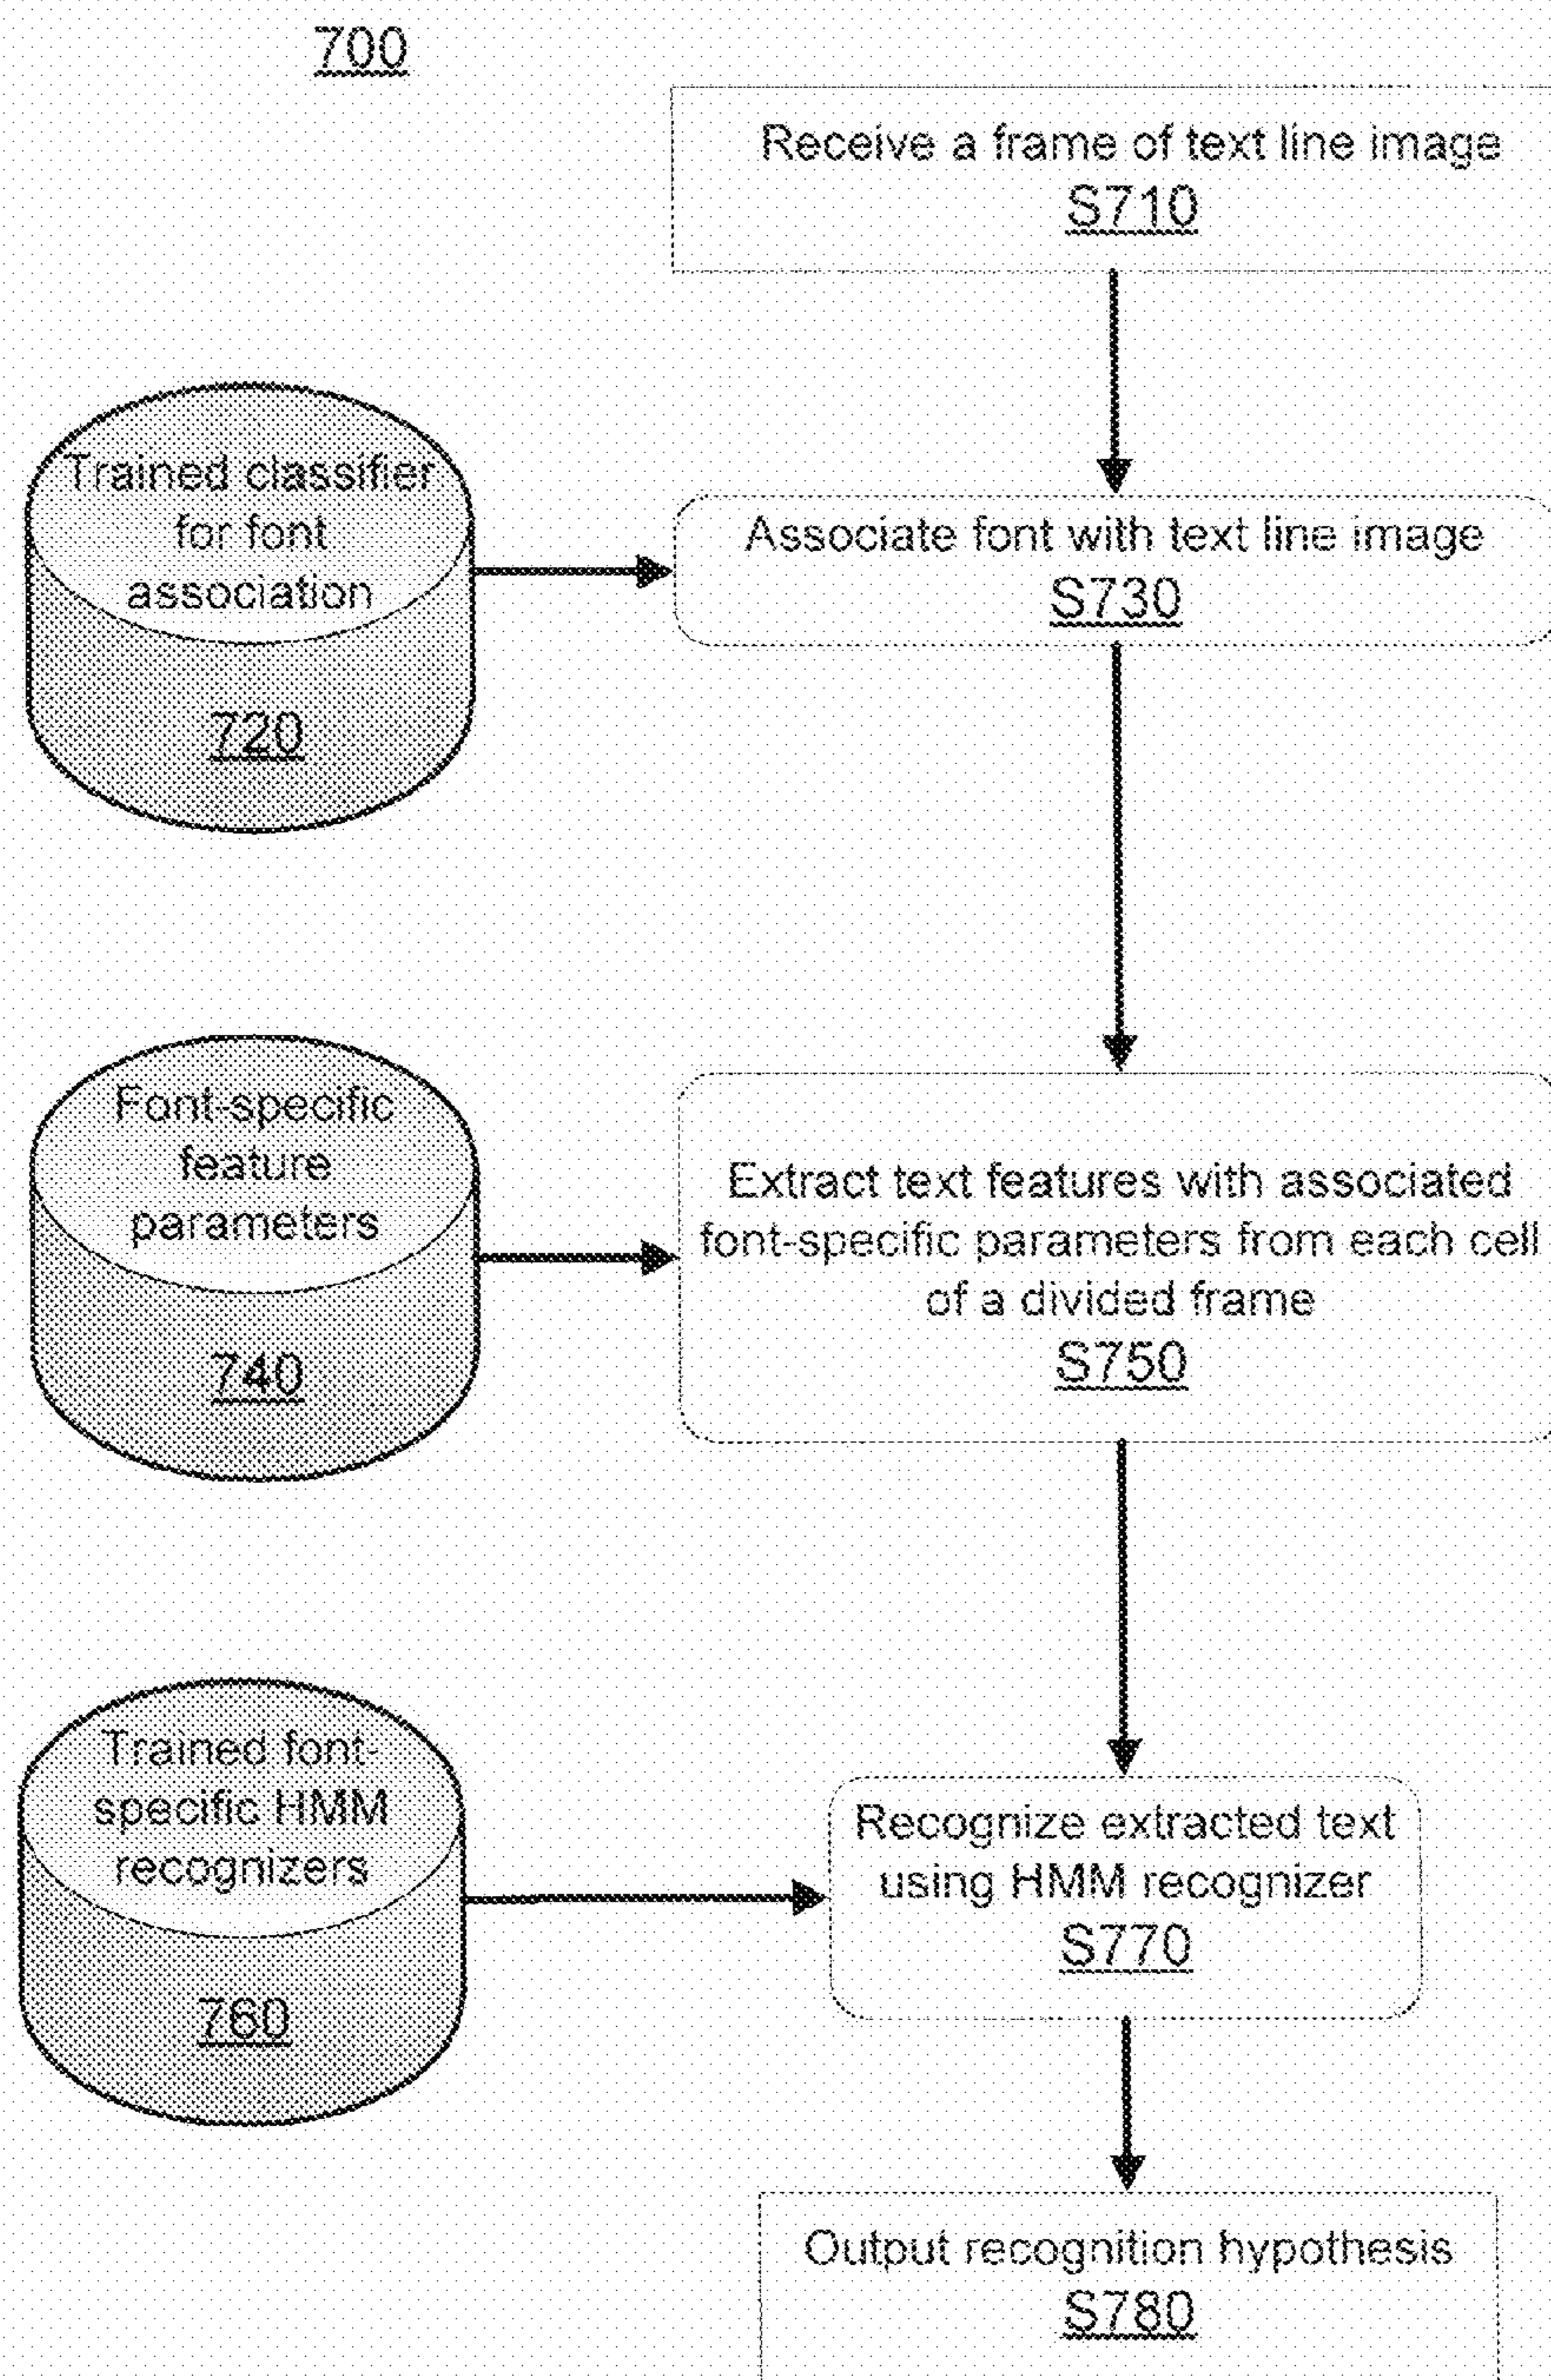 700
Receive a frame of text line image
S710
Trained classifier
for font
association
720
Associate font with text line image
S730
Font-specific
feature
parameters
740
Extract text features with associated
font-specific parameters from each cell
of a divided frame
S750
Trained font-
specific HMM
recognizers
760
Recognize extracted text
using HMM recognizer
S770
Output recognition hypothesis
S780